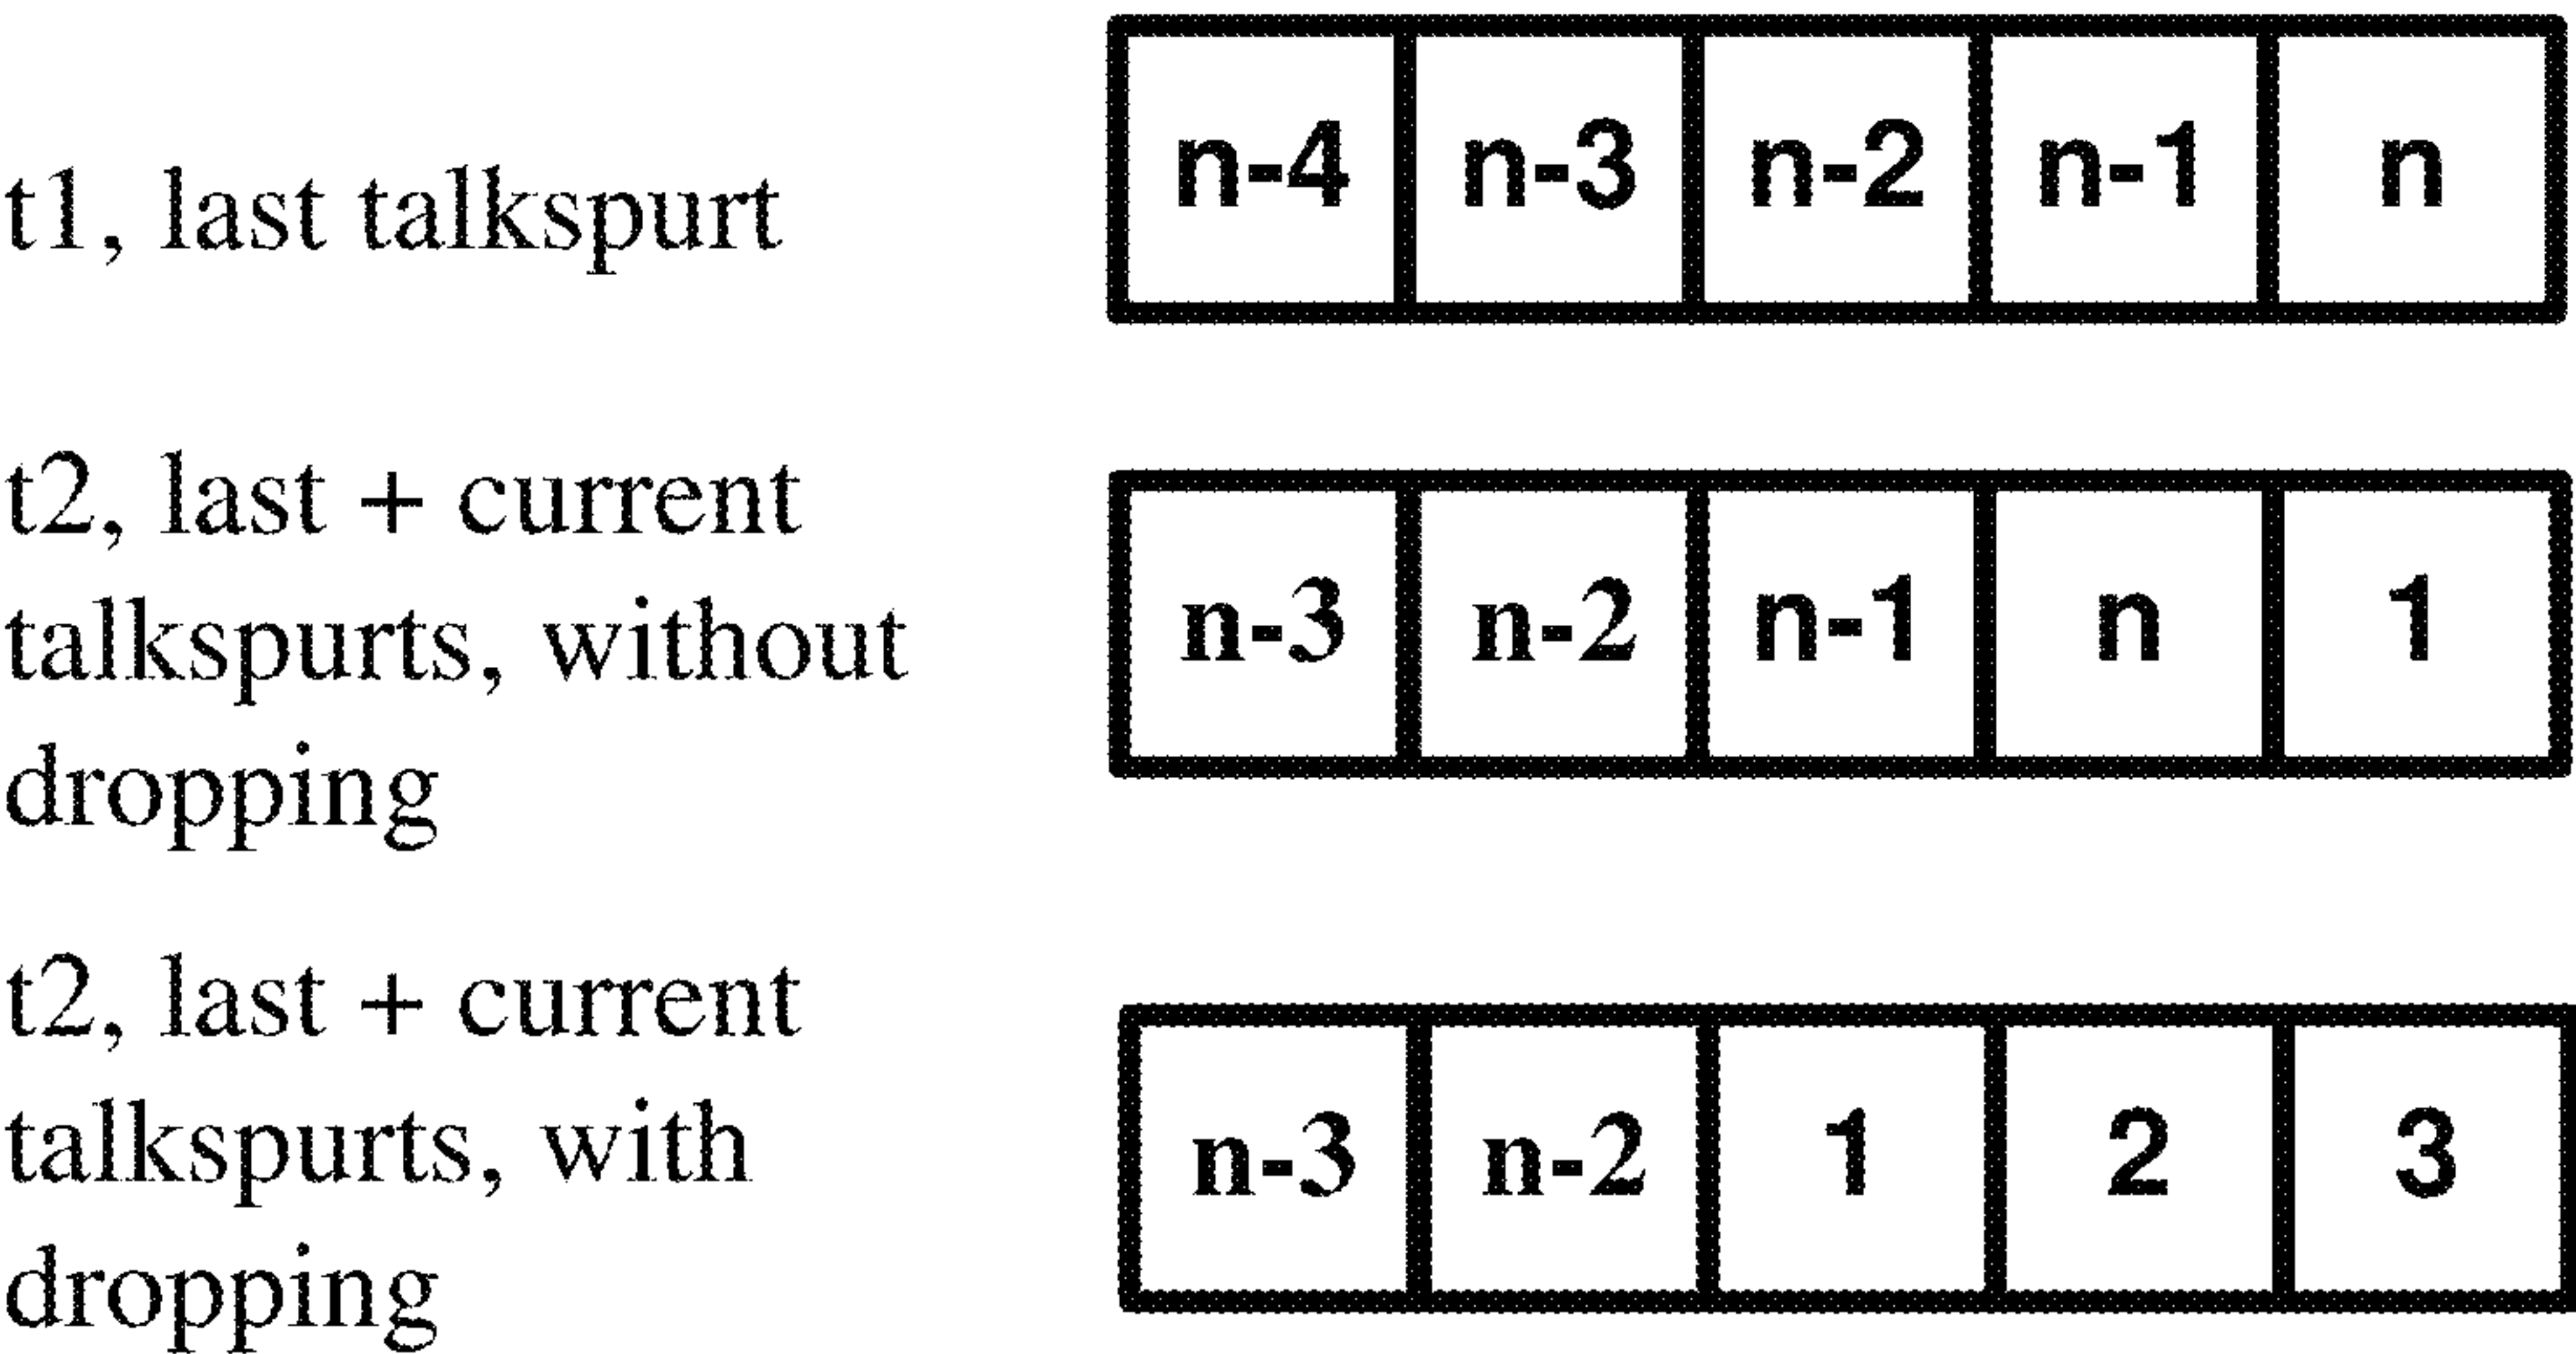 t1, last talkspurt
n-4 n-3 n-2 n-1 n
t2, last + current
talkspurts, without
dropping
n-3 n-2 n-1 n 1
t2, last + current
talkspurts, with
dropping
n-3 n-2 1 2 3